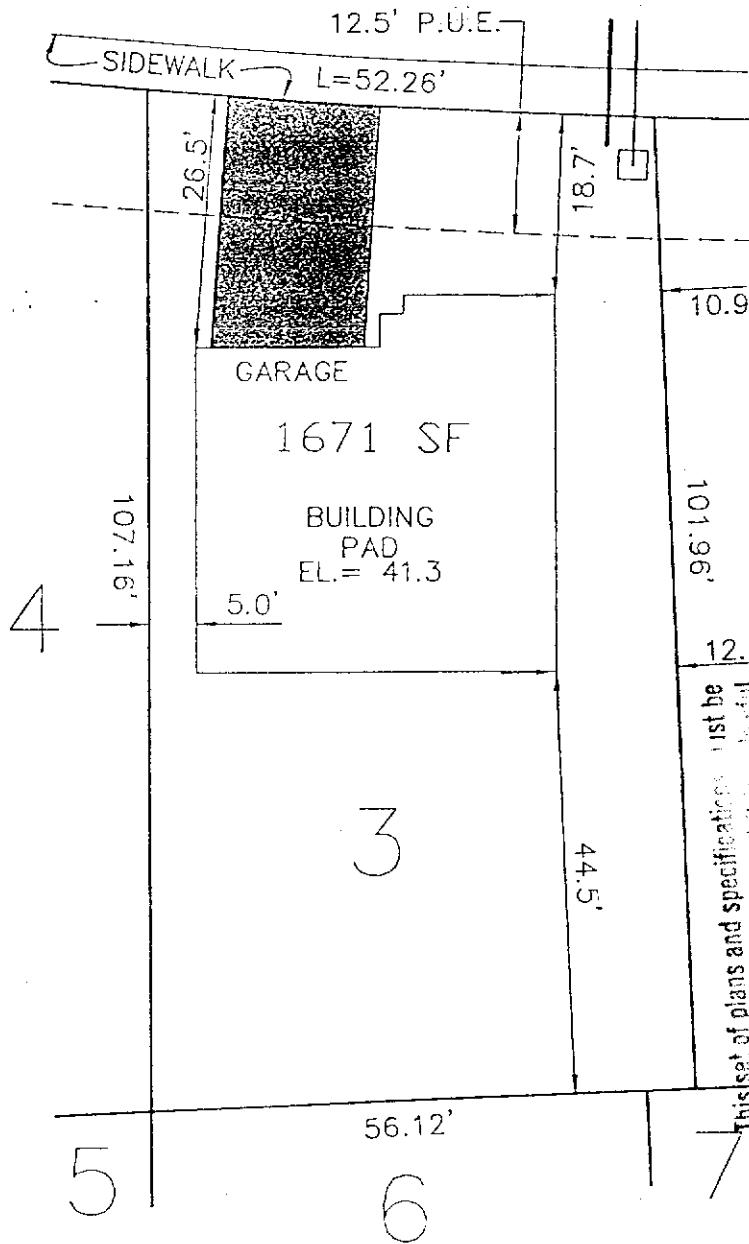 12.5' P.U.E.
SIDEWALK
L=52.26'
26.5'
18.7'
10.9
GARAGE
1671 SF
BUILDING
PAD
EL.= 41.3
107.16'
101.96'
4
5.0'
12.
3
44.5'
This set of plans and specifications must be
56.12'
5
6
7